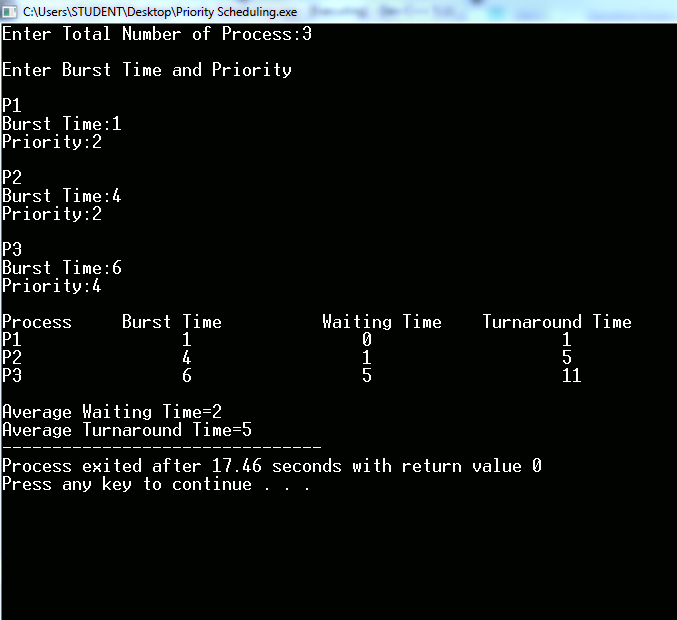 C:\Users\STUDENT\Desktop\Priority Scheduling.exe
Enter Total Number of Process:3
Enter Burst Time and Priority
P1
Burst Time:1
Priority:2
P2
Burst Time:4
Priority:2
P3
Burst Time:6
Priority:4
Process Burst Time Waiting Time Turnaround Time
P1 1 0 1
P2 4 1 5
P3 6 5 11
Average Waiting Time=2
Average Turnaround Time=5
--------------------------------
Process exited after 17.46 seconds with return value 0
Press any key to continue . . .